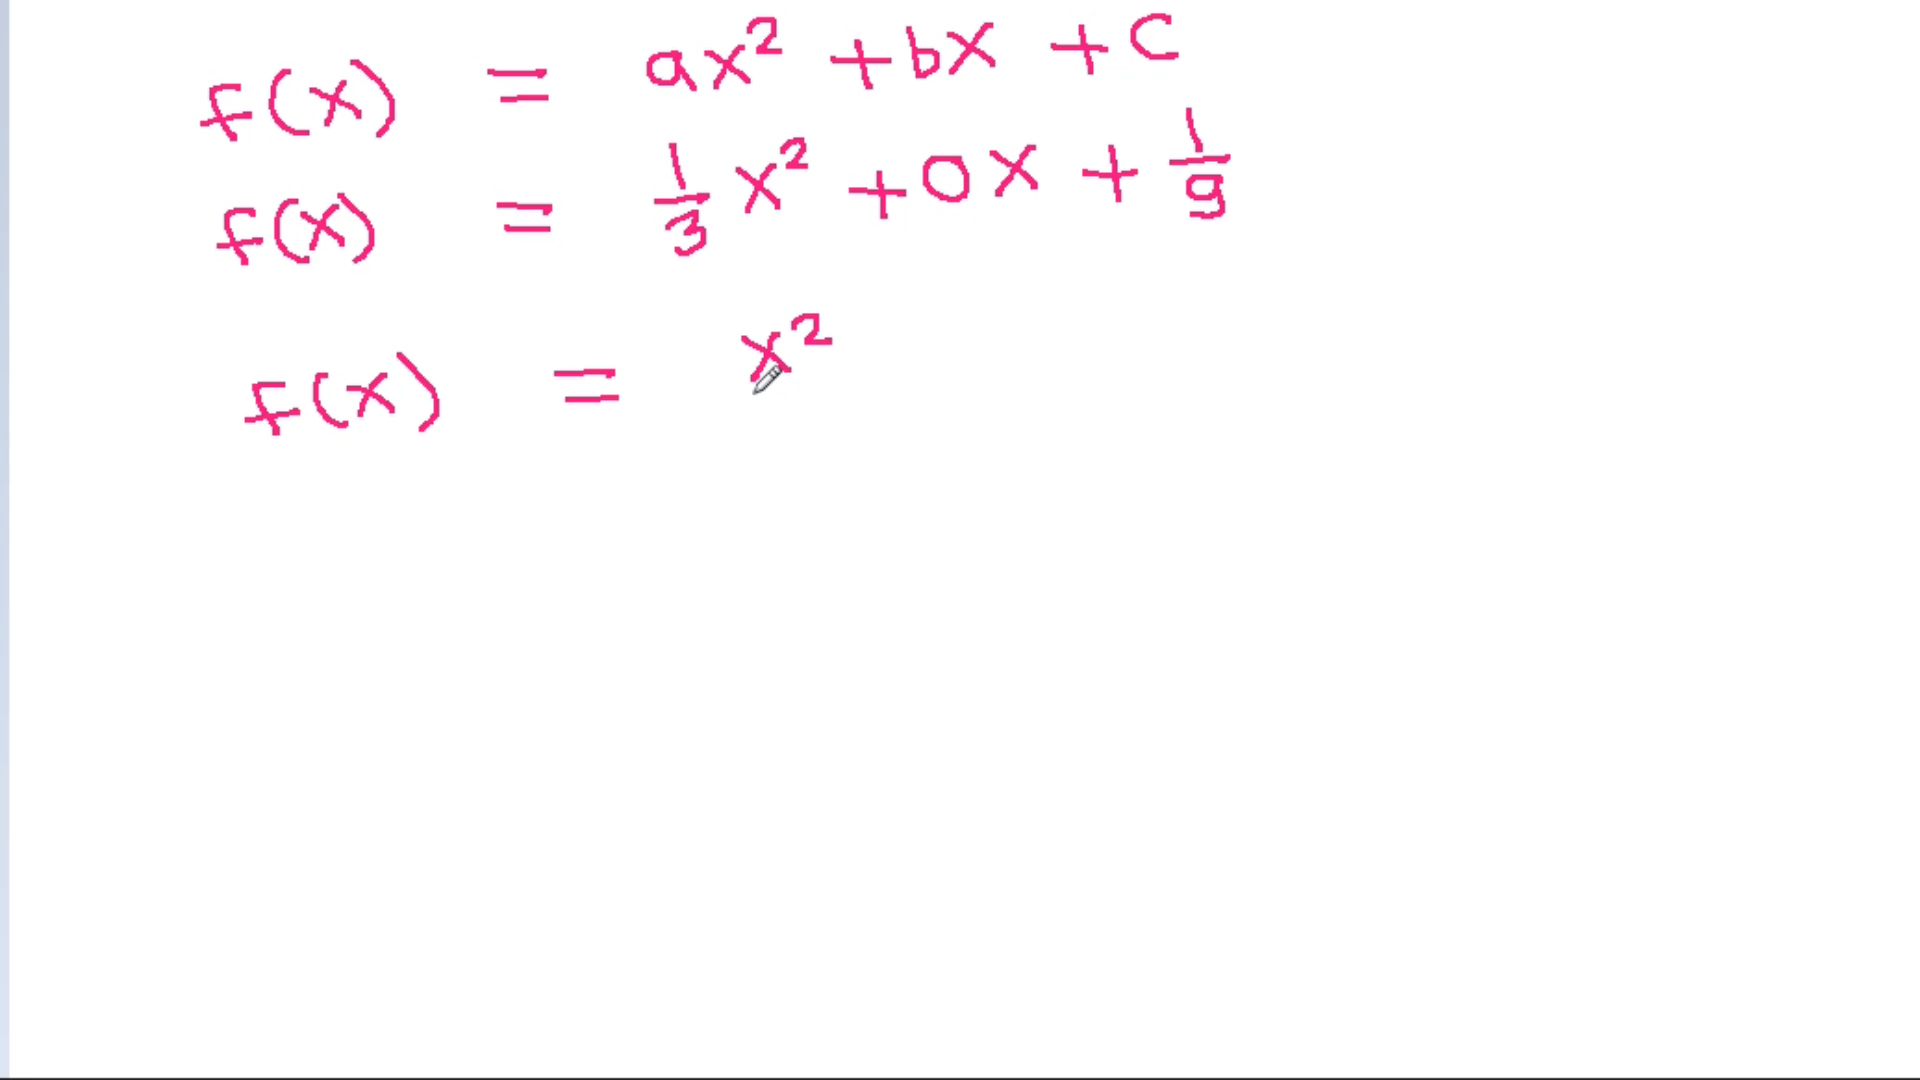 f(x) = ax² + bx + c
f(x) = 1/3 x² + 0x + 1/9
f(x) = x²